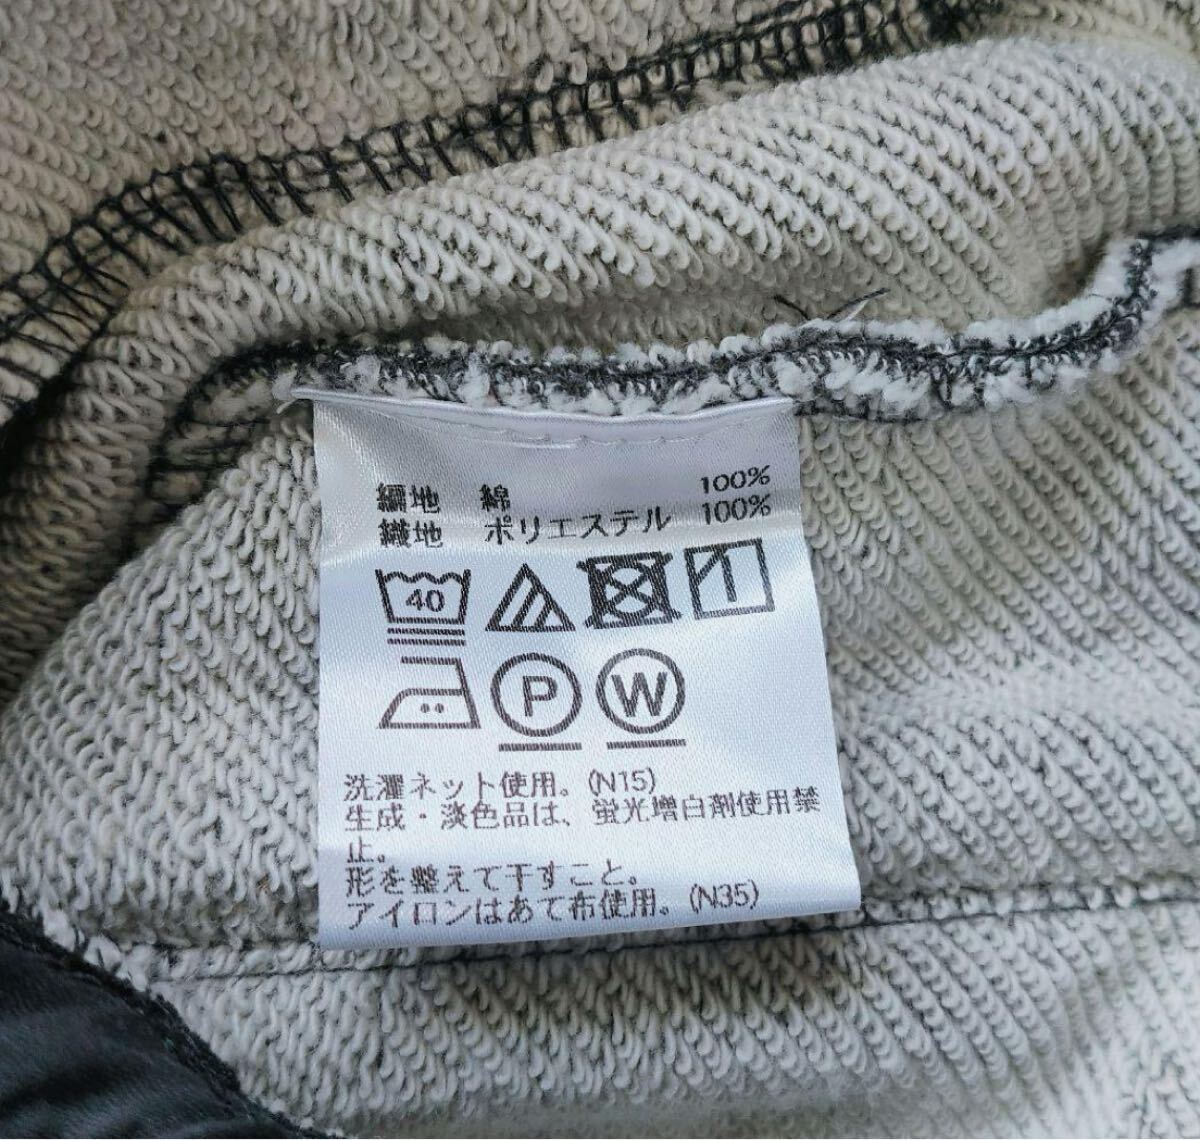 編地 綿 100%
織地 ポリエステル 100%
40
P W
洗濯ネット使用。(N15)
生成・淡色品は、蛍光増白剤使用禁
止。
形を整えて干すこと。
アイロンはあて布使用。(N35)